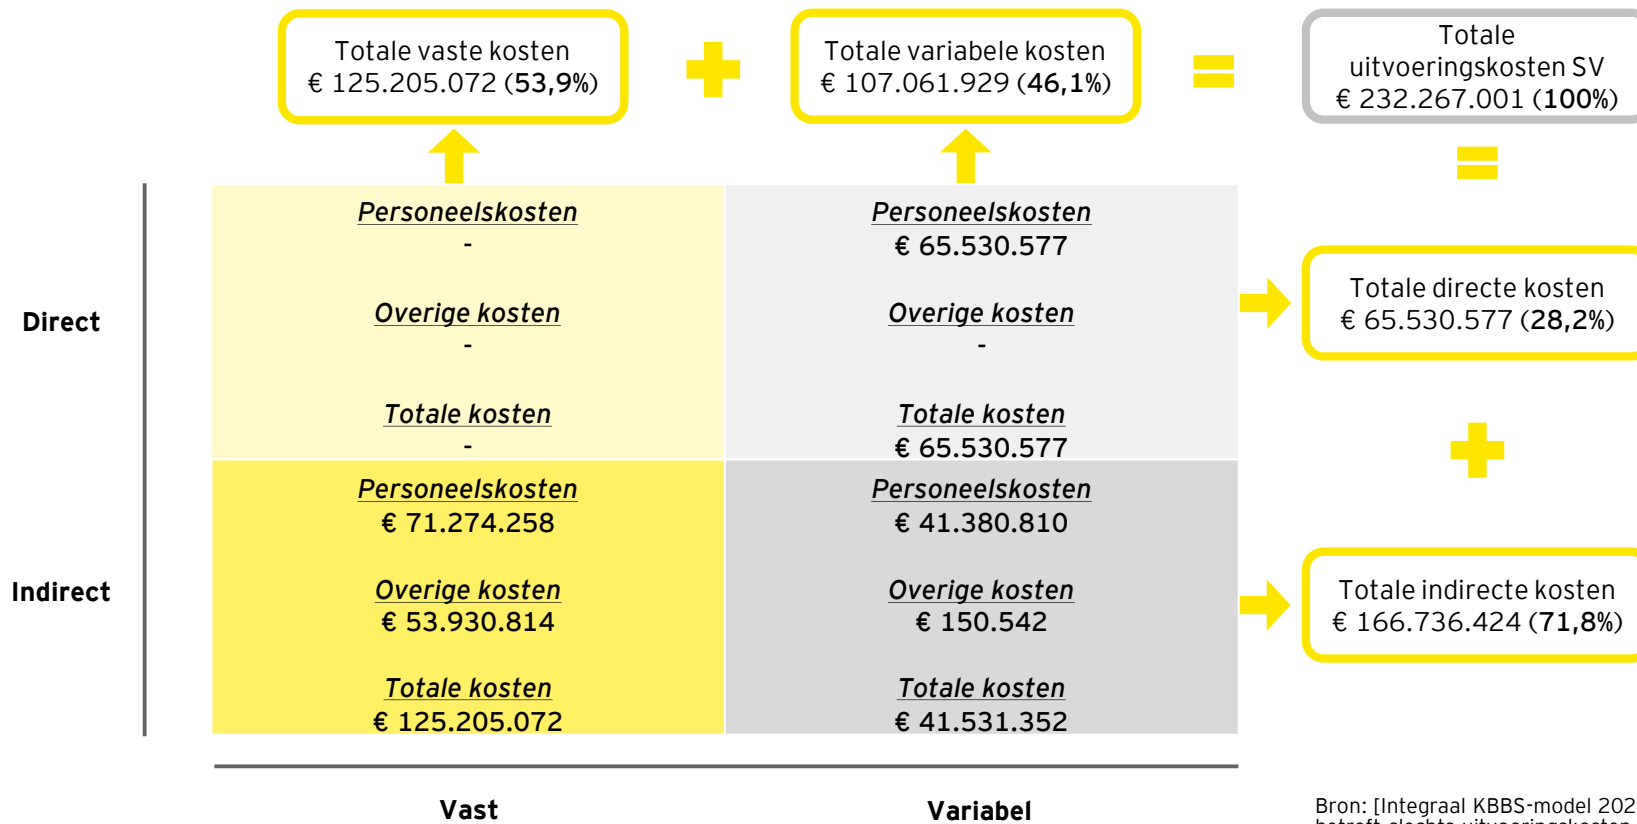 Totale vaste kosten
€ 125.205.072 (53,9%)
Totale variabele kosten
€ 107.061.929 (46,1%)
Totale
uitvoeringskosten SV
€ 232.267.001 (100%)
Direct
Personeelskosten
-
Overige kosten
-
Totale kosten
-
Personeelskosten
€ 65.530.577
Overige kosten
-
Totale kosten
€ 65.530.577
Totale directe kosten
€ 65.530.577 (28,2%)
Indirect
Personeelskosten
€ 71.274.258
Overige kosten
€ 53.930.814
Totale kosten
€ 125.205.072
Personeelskosten
€ 41.380.810
Overige kosten
€ 150.542
Totale kosten
€ 41.531.352
Totale indirecte kosten
€ 166.736.424 (71,8%)
Vast
Variabel
Bron: [Integraal KBBS-model 202
betreft slechts uitvoeringskosten